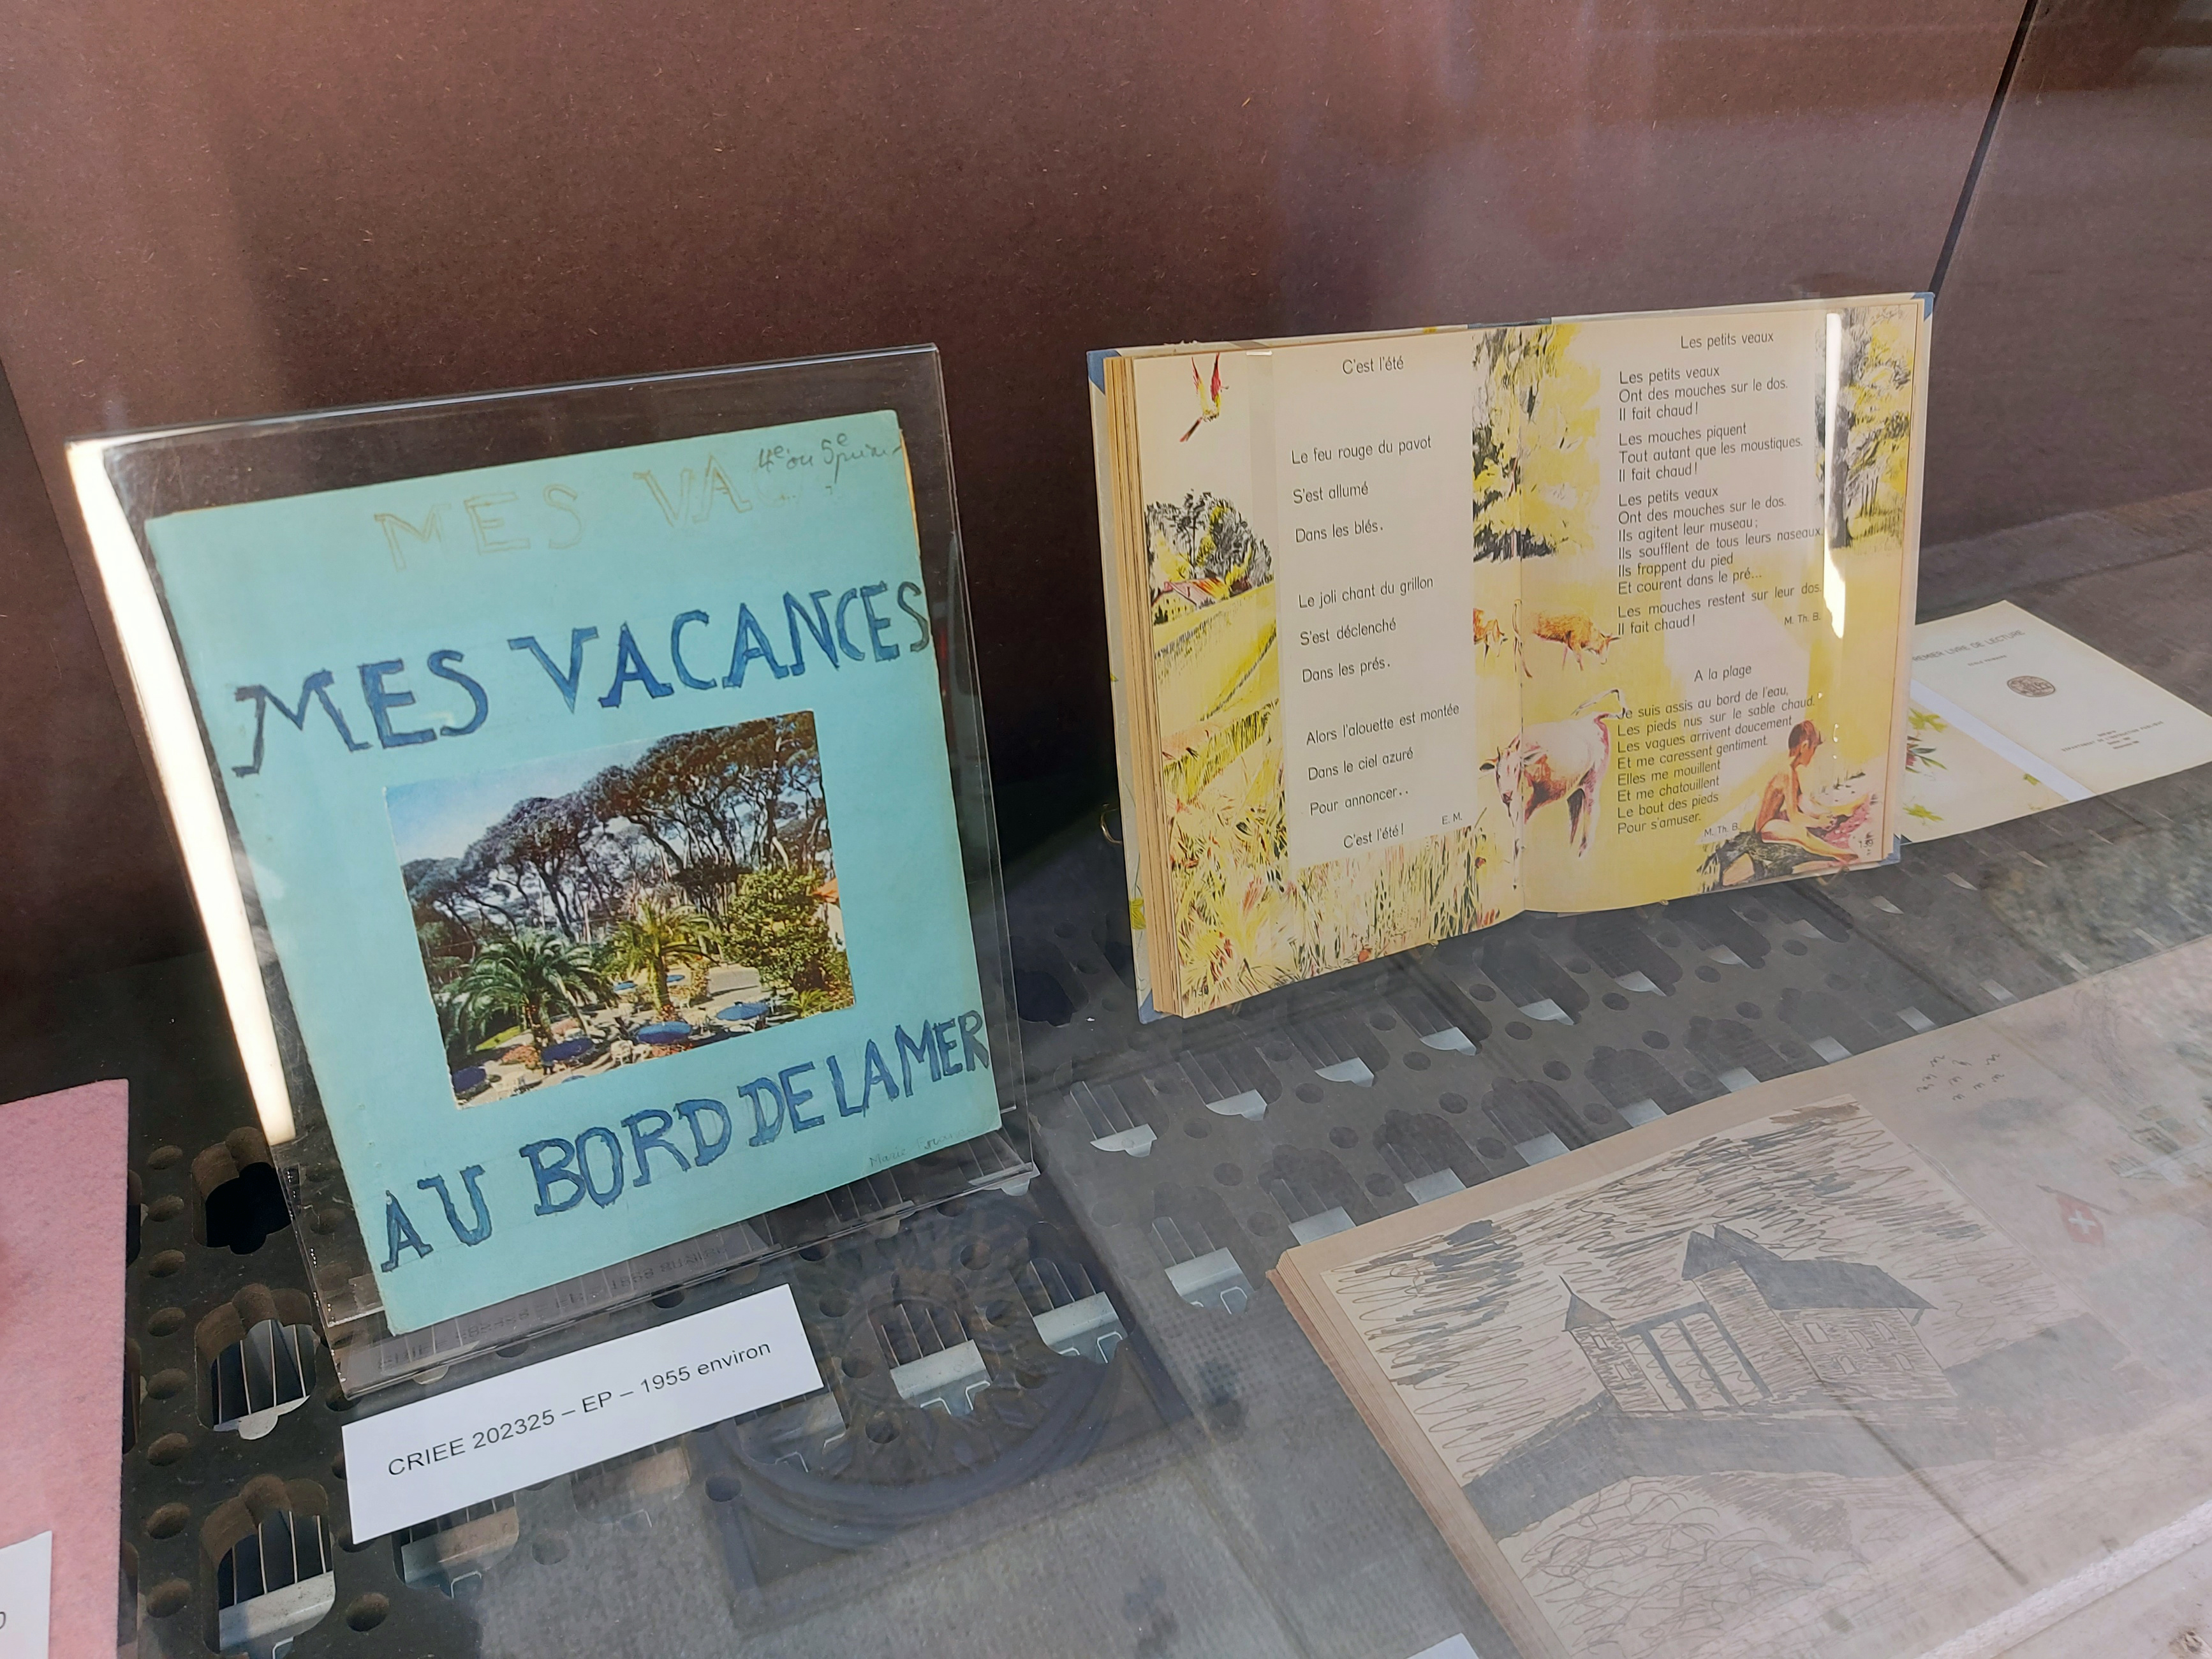 MES VA
4e ou 5e prim.
MES VACANCES
AU BORD DE LA MER
Marie
CRIEE 202325 – EP – 1955 environ
C'est l'été
Le feu rouge du pavot
S'est allumé
Dans les blés.
Le joli chant du grillon
S'est déclenché
Dans les prés.
Alors l'alouette est montée
Dans le ciel azuré
Pour annoncer..
C'est l'été!
E. M.
Les petits veaux
Les petits veaux
Ont des mouches sur le dos.
Il fait chaud!
Les mouches piquent
Tout autant que les moustiques.
Il fait chaud!
Les petits veaux
Ont des mouches sur le dos.
Ils agitent leur museau;
Ils soufflent de tous leurs naseaux,
Ils frappent du pied
Et courent dans le pré...
Les mouches restent sur leur dos.
Il fait chaud!
M. Th. B.
A la plage
Je suis assis au bord de l'eau,
Les pieds nus sur le sable chaud.
Les vagues arrivent doucement
Et me caressent gentiment.
Elles me mouillent
Et me chatouillent
Le bout des pieds
Pour s'amuser.
M. Th. B.
PREMIER LIVRE DE LECTURE